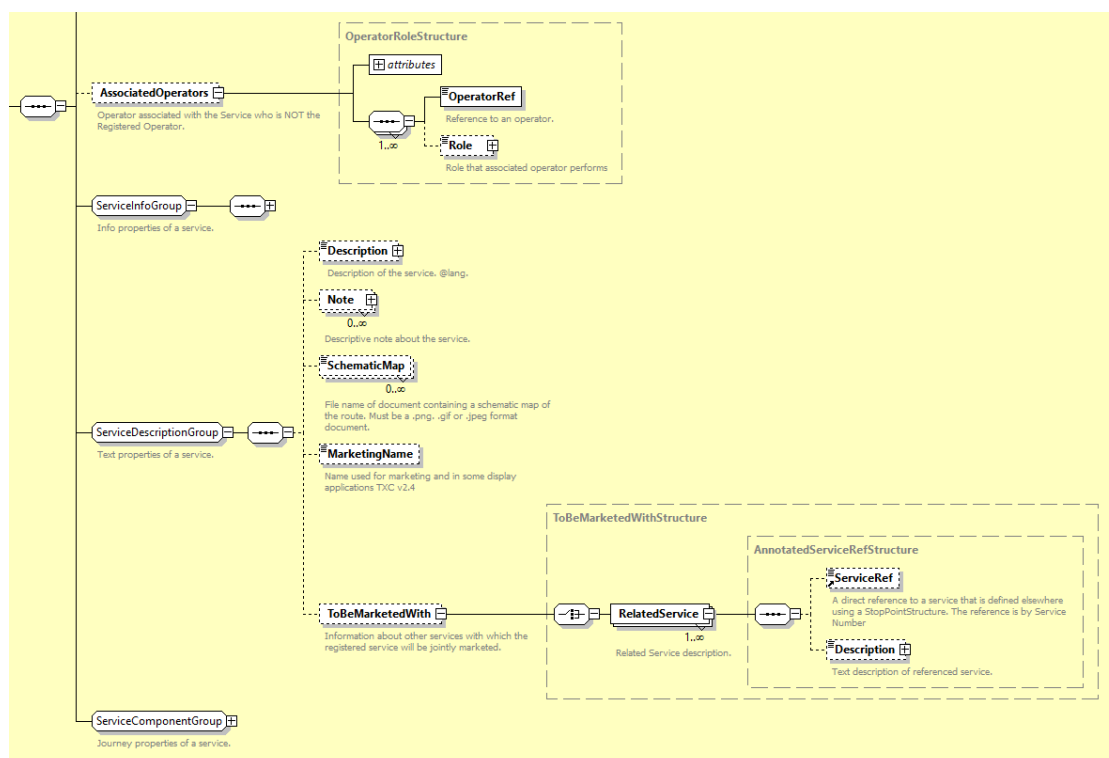 OperatorRoleStructure
attributes
AssociatedOperators
Operator associated with the Service who is NOT the
Registered Operator.
OperatorRef
Reference to an operator.
1..∞
Role
Role that associated operator performs
ServiceInfoGroup
Info properties of a service.
Description
Description of the service. @lang.
Note
0..∞
Descriptive note about the service.
SchematicMap
0..∞
File name of document containing a schematic map of
the route. Must be a .png. .gif or .jpeg format
document.
ServiceDescriptionGroup
Text properties of a service.
MarketingName
Name used for marketing and in some display
applications TXC v2.4
ToBeMarketedWithStructure
AnnotatedServiceRefStructure
ServiceRef
A direct reference to a service that is defined elsewhere
using a StopPointStructure. The reference is by Service
Number
ToBeMarketedWith
Information about other services with which the
registered service will be jointly marketed.
RelatedService
1..∞
Related Service description.
Description
Text description of referenced service.
ServiceComponentGroup
Journey properties of a service.